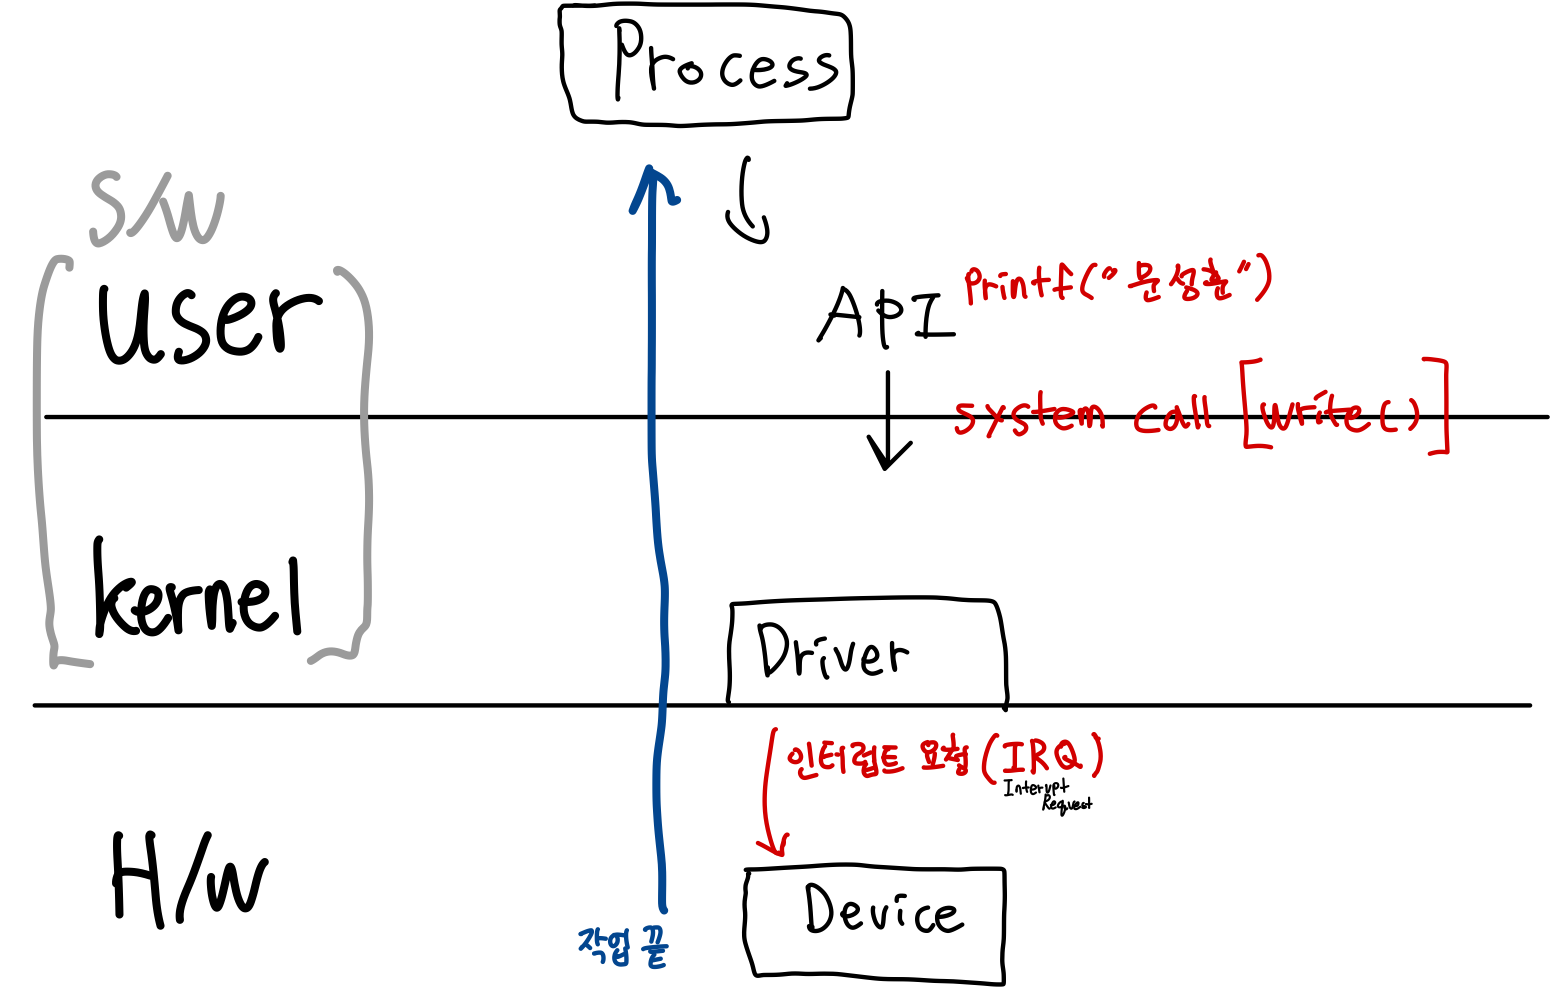 Process
S/W
user
API
Printf("문성훈")
system call [write()]
kernel
Driver
인터럽트 요청 (IRQ)
Interupt
Request
H/W
Device
작업 끝